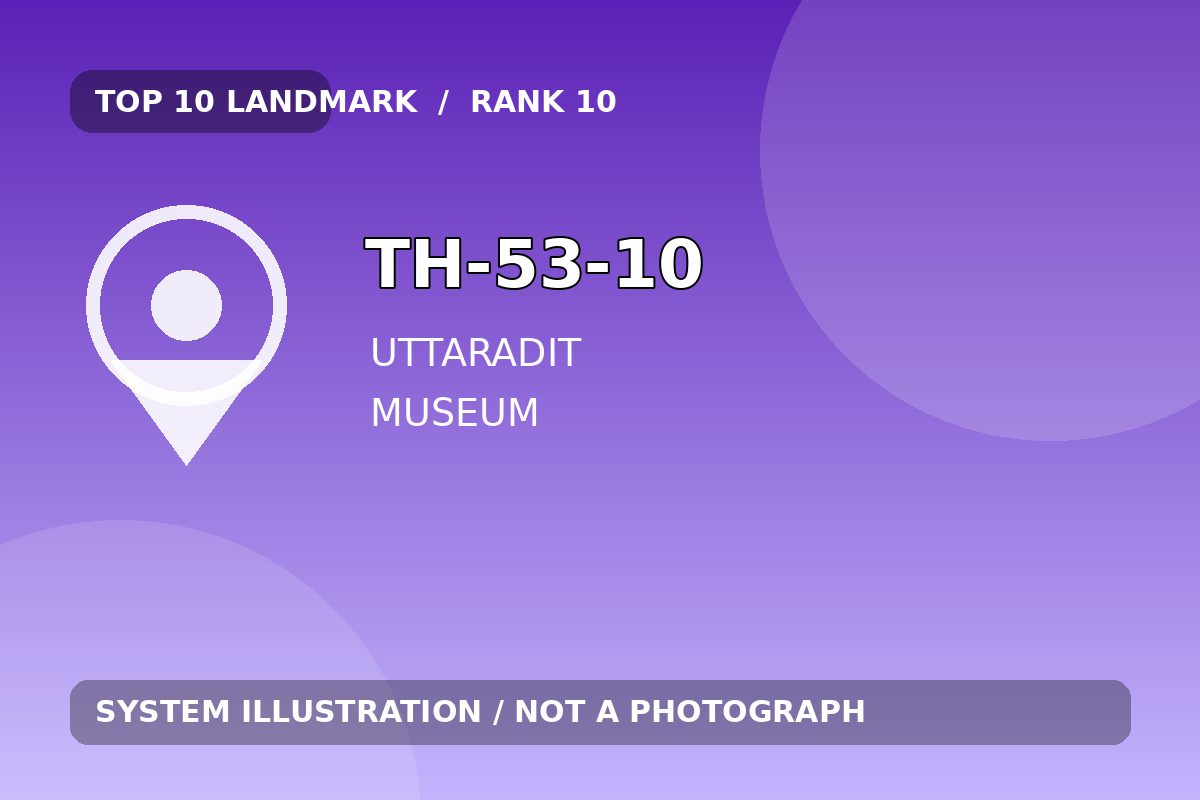 TOP 10 LANDMARK / RANK 10
TH-53-10
UTTARADIT
MUSEUM
SYSTEM ILLUSTRATION / NOT A PHOTOGRAPH